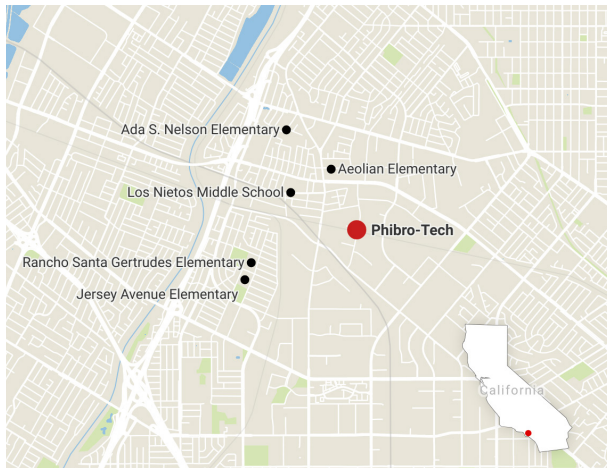 Ada S. Nelson Elementary
Aeolian Elementary
Los Nietos Middle School
Phibro-Tech
Rancho Santa Gertrudes Elementary
Jersey Avenue Elementary
California